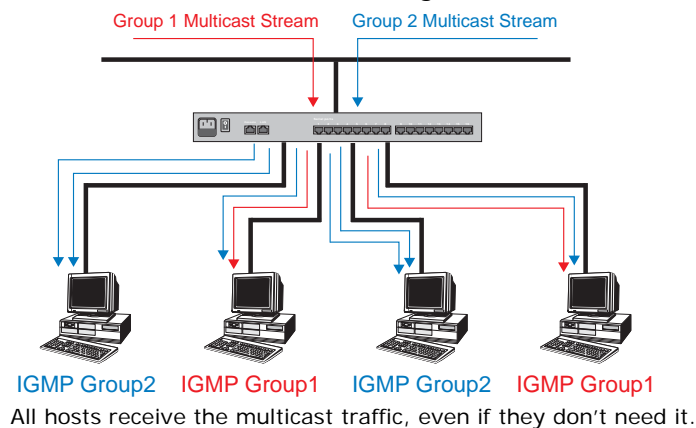 Group 1 Multicast Stream
Group 2 Multicast Stream
IGMP Group2
IGMP Group1
IGMP Group2
IGMP Group1
All hosts receive the multicast traffic, even if they don't need it.